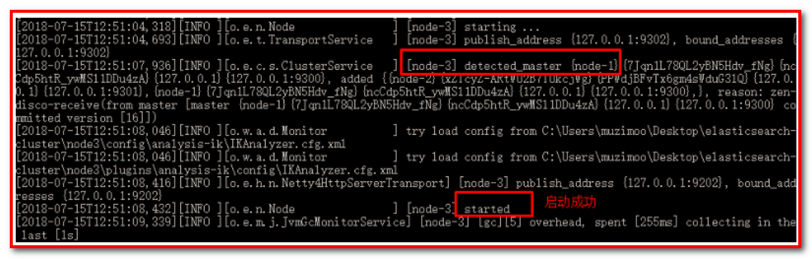 [2018-07-15T12:51:04,318][INFO ][o.e.n.Node               ] [node-3] starting ...
[2018-07-15T12:51:04,693][INFO ][o.e.t.TransportService   ] [node-3] publish_address {127.0.0.1:9302}, bound_addresses {
127.0.0.1:9302}
[2018-07-15T12:51:07,936][INFO ][o.e.c.s.ClusterService   ] [node-3] detected_master {node-1}{7Jqn1L78QL2yBN5Hdv_fNg}{nc
Cdp5htR_ywMS11DDu4zA}{127.0.0.1}{127.0.0.1:9300}, added {{node-2}
0.0.1}{127.0.0.1:9301},{node-1}{7Jqn1L78QL2yBN5Hdv_fNg}{ncCdp5htR_ywMS11DDu4zA}{127.0.0.1}{127.0.0.1:9300},}, reason: zen-
disco-receive(from master [master {node-1}{7Jqn1L78QL2yBN5Hdv_fNg}{ncCdp5htR_ywMS11DDu4zA}{127.0.0.1}{127.0.0.1:9300} co
mmitted version [16]])
[2018-07-15T12:51:08,046][INFO ][o.w.a.d.Monitor          ] try load config from C:\Users\muzimoo\Desktop\elasticsearch-
cluster\node3\config\analysis-ik\IKAnalyzer.cfg.xml
[2018-07-15T12:51:08,046][INFO ][o.w.a.d.Monitor          ] try load config from C:\Users\muzimoo\Desktop\elasticsearch-
cluster\node3\plugins\analysis-ik\config\IKAnalyzer.cfg.xml
[2018-07-15T12:51:08,416][INFO ][o.e.h.n.Netty4HttpServerTransport] [node-3] publish_address {127.0.0.1:9202}, bound_add
resses {127.0.0.1:9202}
[2018-07-15T12:51:08,432][INFO ][o.e.n.Node               ] [node-3] started
启动成功
[2018-07-15T12:51:09,339][INFO ][o.e.m.j.JvmGcMonitorService] [node-3] [gc][5] overhead, spent [255ms] collecting in the
last [1s]